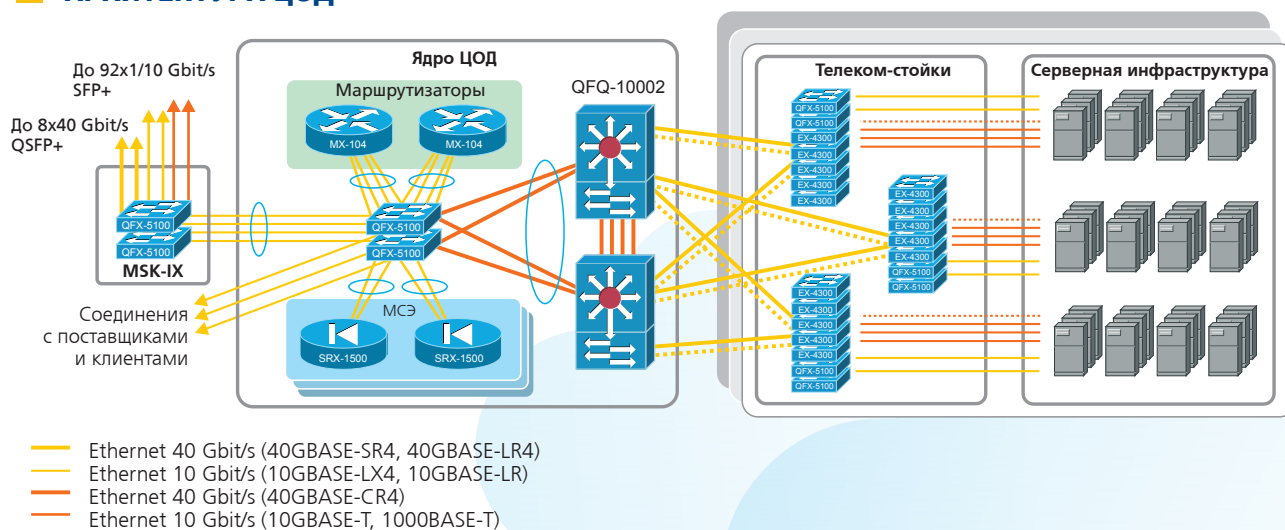 До 92x1/10 Gbit/s
SFP+
До 8x40 Gbit/s
QSFP+
QFX-5100
QFX-5100
MSK-IX
Соединения
с поставщиками
и клиентами
Ядро ЦОД
Маршрутизаторы
MX-104
MX-104
QFX-5100
QFX-5100
МСЭ
SRX-1500
SRX-1500
QFQ-10002
Телеком-стойки
QFX-5100
QFX-5100
QFX-5100
EX-4300
EX-4300
EX-4300
EX-4300
EX-4300
EX-4300
EX-4300
EX-4300
EX-4300
EX-4300
QFX-5100
QFX-5100
EX-4300
EX-4300
EX-4300
EX-4300
EX-4300
QFX-5100
QFX-5100
Серверная инфраструктура
Ethernet 40 Gbit/s (40GBASE-SR4, 40GBASE-LR4)
Ethernet 10 Gbit/s (10GBASE-LX4, 10GBASE-LR)
Ethernet 40 Gbit/s (40GBASE-CR4)
Ethernet 10 Gbit/s (10GBASE-T, 1000BASE-T)